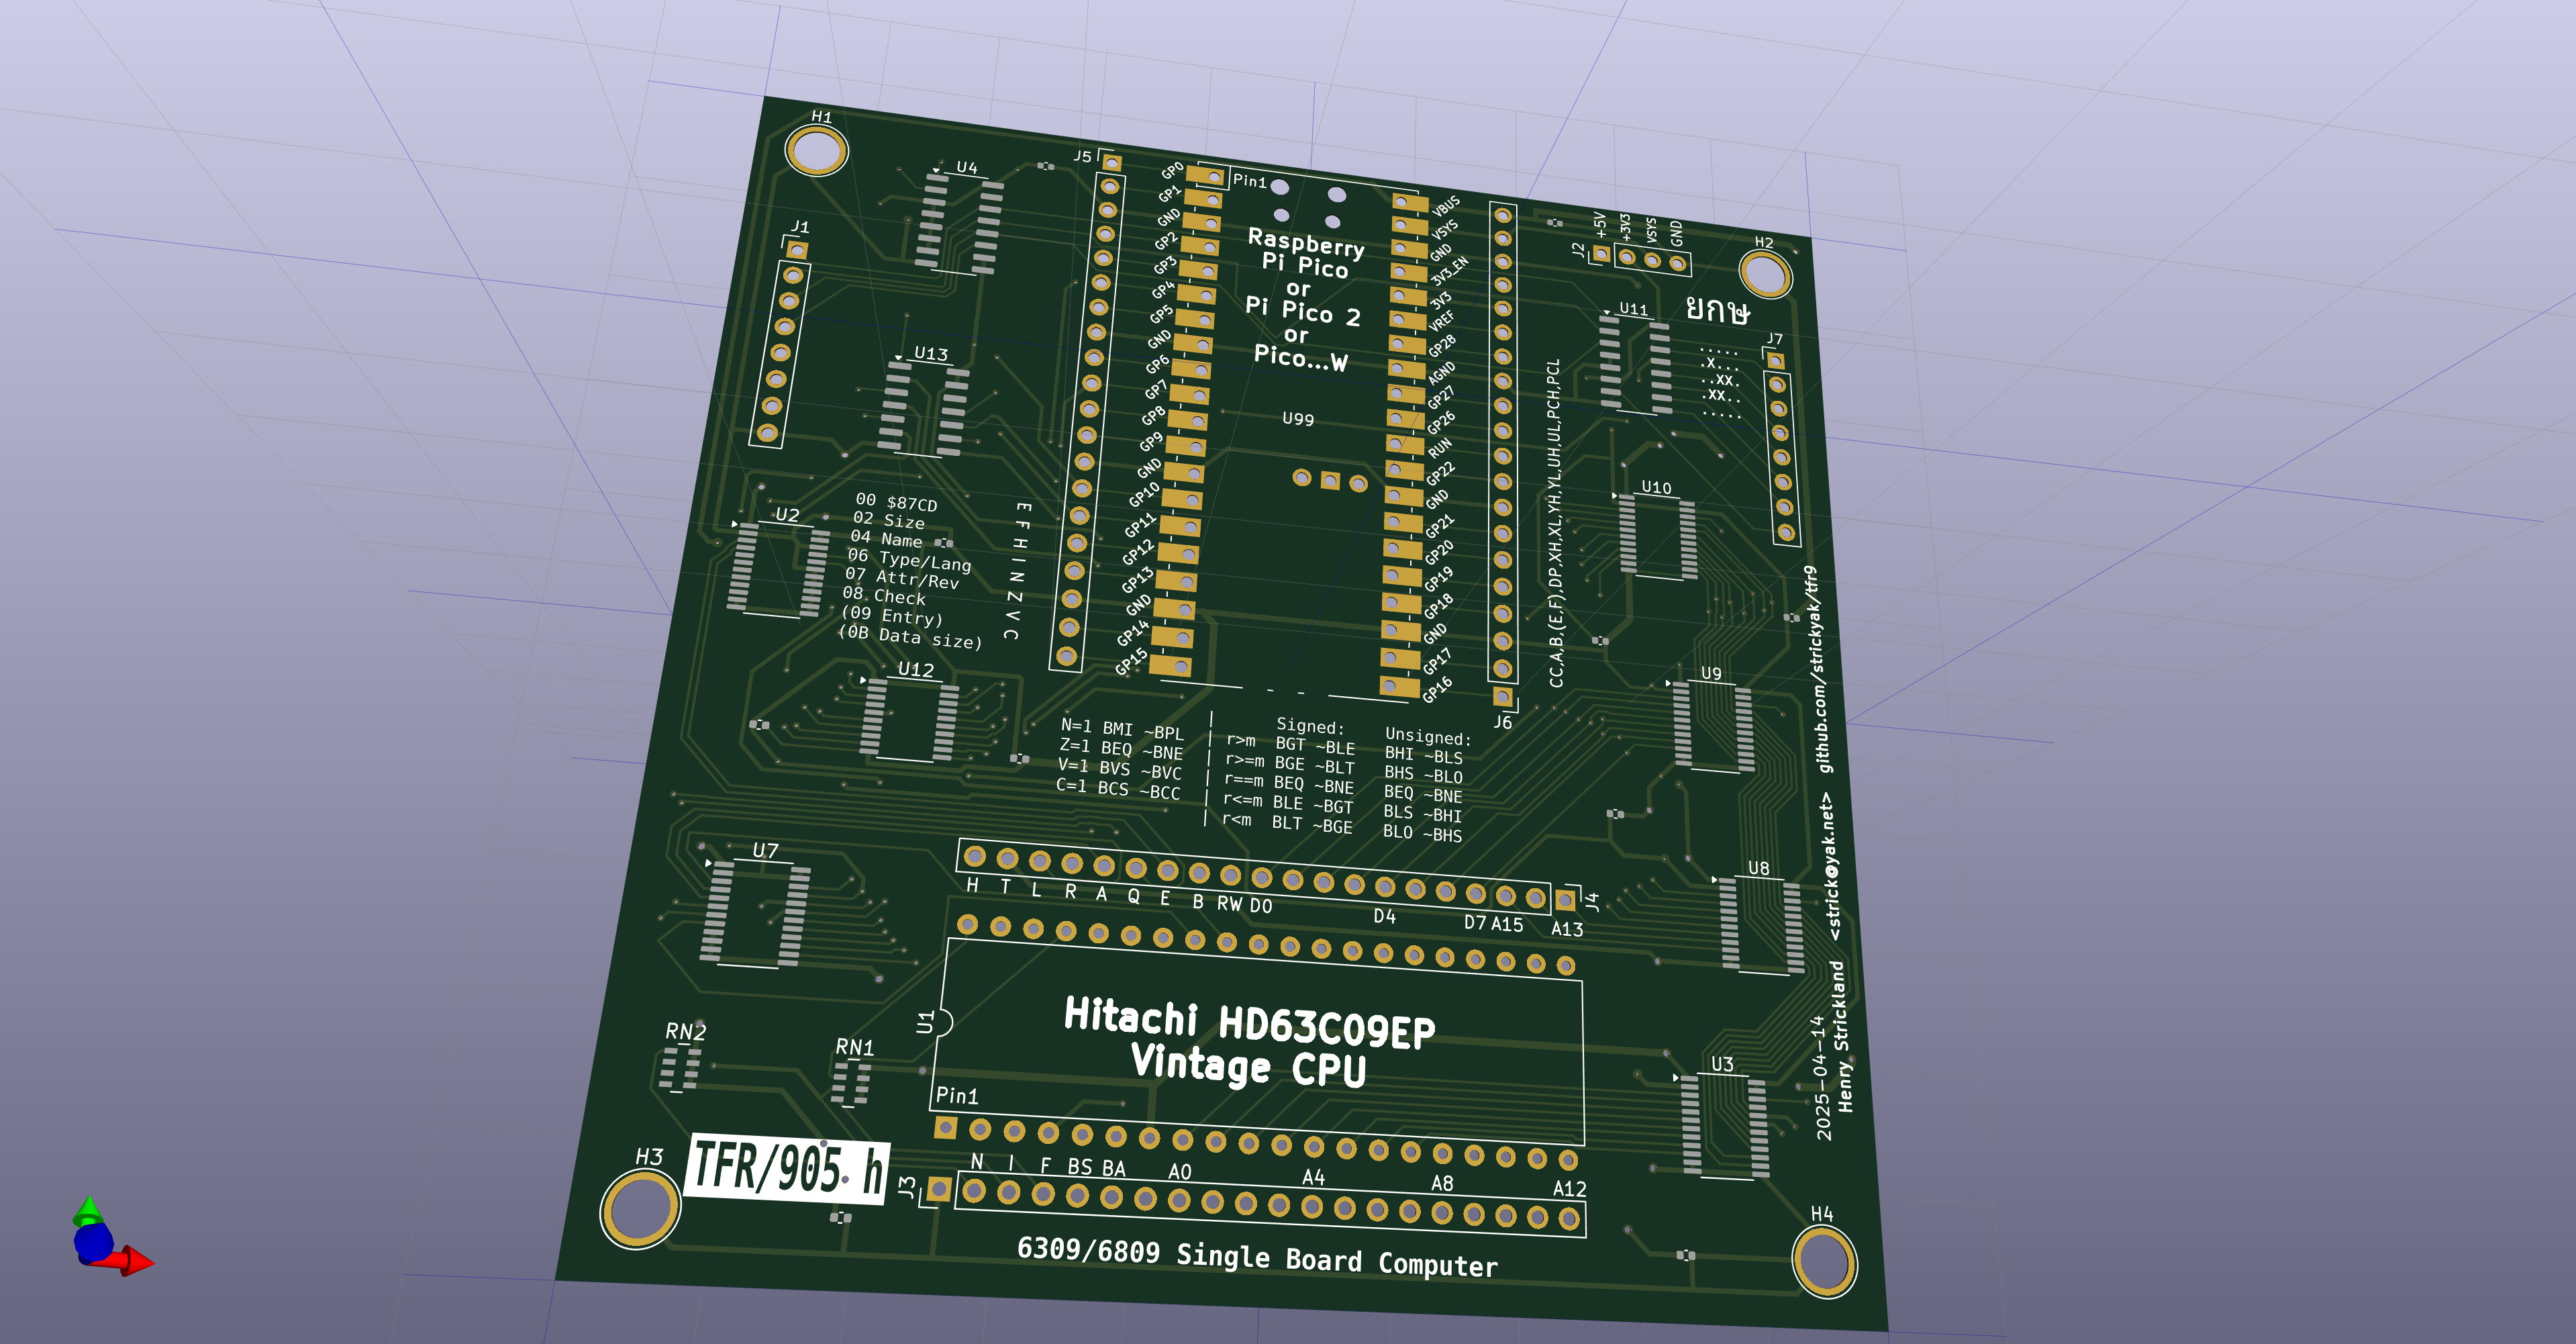 H1
U4
J5
Pin1
GP0
GP1
GND
GP2
GP3
GP4
GP5
GND
GP6
GP7
GP8
GP9
GND
GP10
GP11
GP12
GP13
GND
GP14
GP15
VBUS
VSYS
GND
3V3_EN
3V3
VREF
GP28
AGND
GP27
GP26
RUN
GP22
GND
GP21
GP20
GP19
GP18
GND
GP17
GP16
Raspberry
Pi Pico
or
Pi Pico 2
or
Pico...W
U99
J2
+5V
+3V3
VSYS
GND
H2
J1
U11
ยกษ
J7
.....
.X...
..XX.
.XX..
.....
U13
CC,A,B,(E,F),DP,XH,XL,YH,YL,UH,UL,PCH,PCL
U10
U2
00 $87CD
02 Size
04 Name
06 Type/Lang
07 Attr/Rev
08 Check
(09 Entry)
(0B Data size)
E F H I N Z V C
U12
U9
J6
N=1 BMI ~BPL
Z=1 BEQ ~BNE
V=1 BVS ~BVC
C=1 BCS ~BCC
| Signed: Unsigned:
| r>m BGT ~BLE BHI ~BLS
| r>=m BGE ~BLT BHS ~BLO
| r==m BEQ ~BNE BEQ ~BNE
| r<=m BLE ~BGT BLS ~BHI
| r<m BLT ~BGE BLO ~BHS
U7
U8
H T L R A Q E B RW D0 D4 D7 A15 A13
J4
U1
Hitachi HD63C09EP
Vintage CPU
Pin1
RN2
RN1
U3
2025-04-14
Henry Strickland <strick@yak.net> github.com/strickyak/tfr9
H3
TFR/905.h
J3
N I F BS BA A0 A4 A8 A12
H4
6309/6809 Single Board Computer